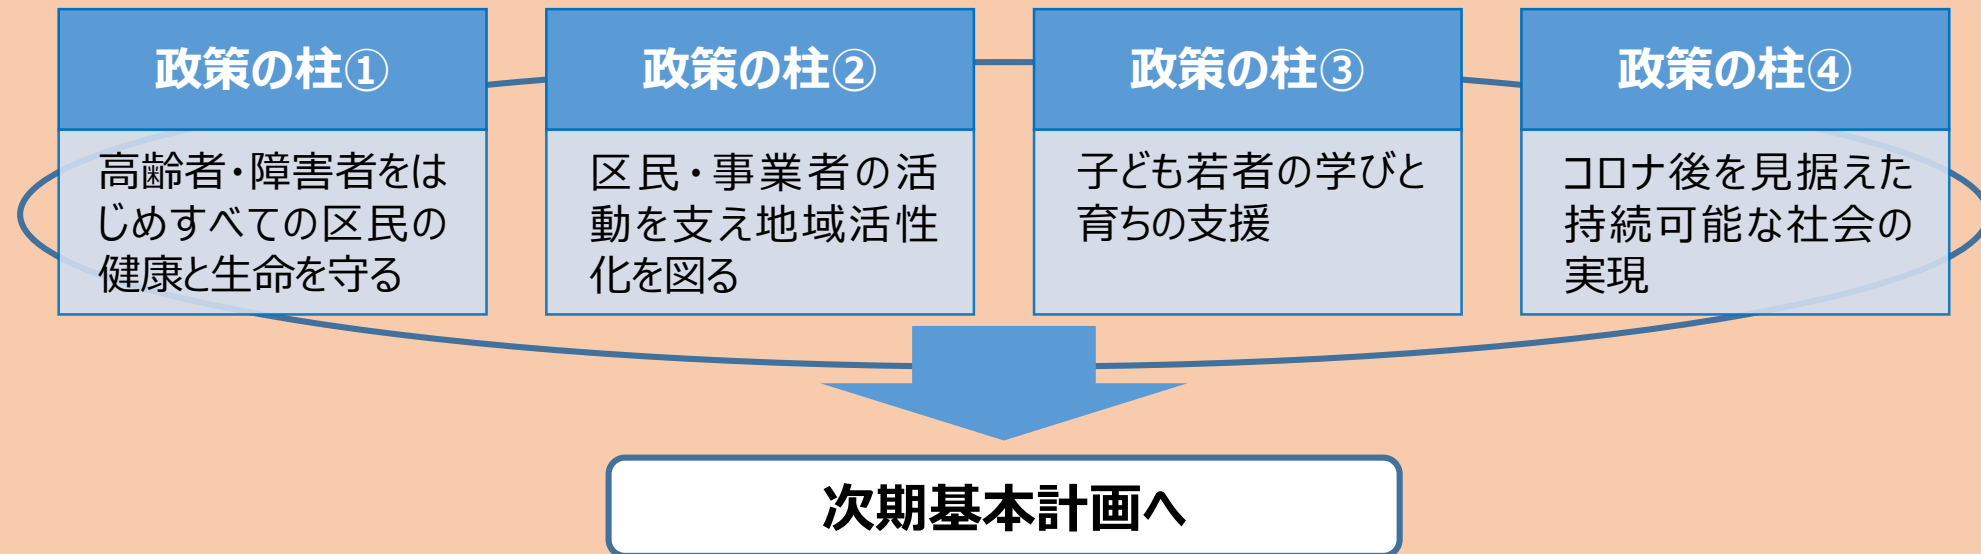 政策の柱①
高齢者・障害者をは
じめすべての区民の
健康と生命を守る
政策の柱②
区民・事業者の活
動を支え地域活性
化を図る
政策の柱③
子ども若者の学びと
育ちの支援
政策の柱④
コロナ後を見据えた
持続可能な社会の
実現
次期基本計画へ